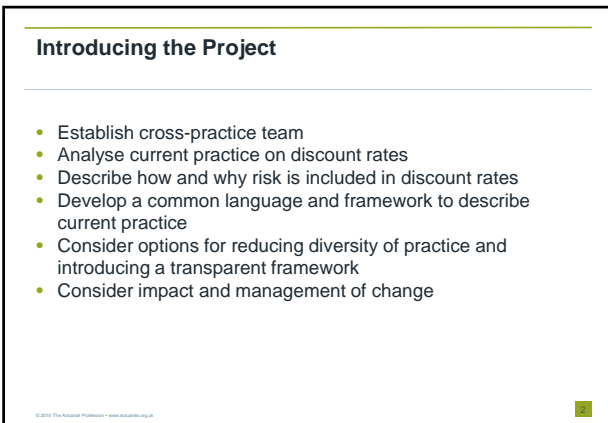 Introducing the Project
• Establish cross-practice team
• Analyse current practice on discount rates
• Describe how and why risk is included in discount rates
• Develop a common language and framework to describe
current practice
• Consider options for reducing diversity of practice and
introducing a transparent framework
• Consider impact and management of change
© 2010 The Actuarial Profession • www.actuaries.org.uk
2